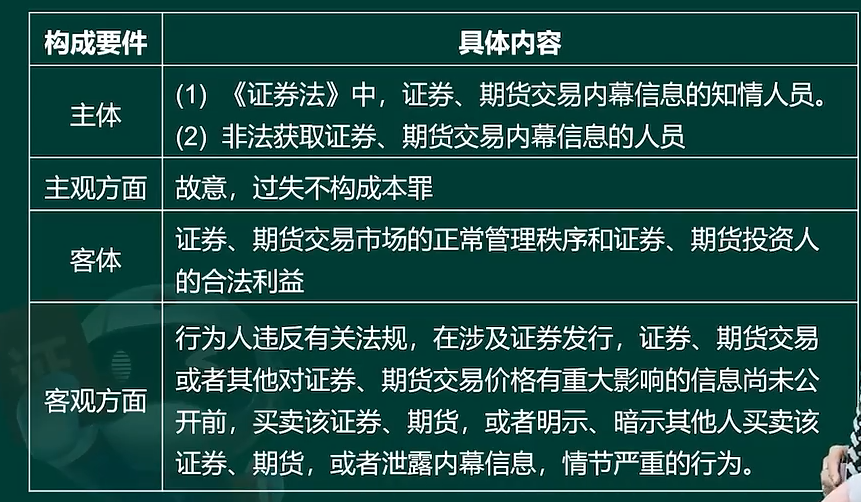 构成要件 具体内容
主体
(1) 《证券法》中，证券、期货交易内幕信息的知情人员。
(2) 非法获取证券、期货交易内幕信息的人员
主观方面 故意，过失不构成本罪
客体
证券、期货交易市场的正常管理秩序和证券、期货投资人
的合法利益
客观方面
行为人违反有关法规，在涉及证券发行，证券、期货交易
或者其他对证券、期货交易价格有重大影响的信息尚未公
开前，买卖该证券、期货，或者明示、暗示其他人买卖该
证券、期货，或者泄露内幕信息，情节严重的行为。
证